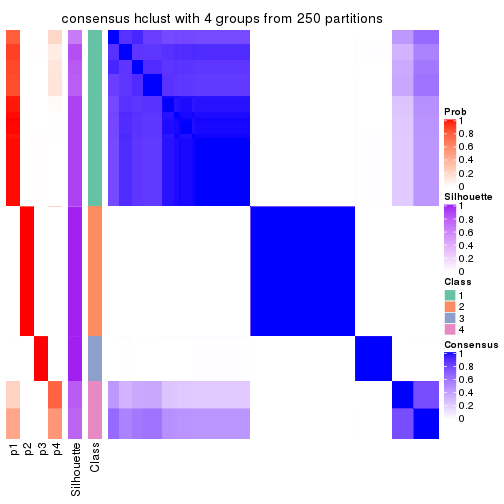 consensus hclust with 4 groups from 250 partitions
Prob
1
0.8
0.6
0.4
0.2
0
Silhouette
1
0.8
0.6
0.4
0.2
0
Class
1
2
3
4
Consensus
1
0.8
0.6
0.4
0.2
0
p1
p2
p3
p4
Silhouette
Class